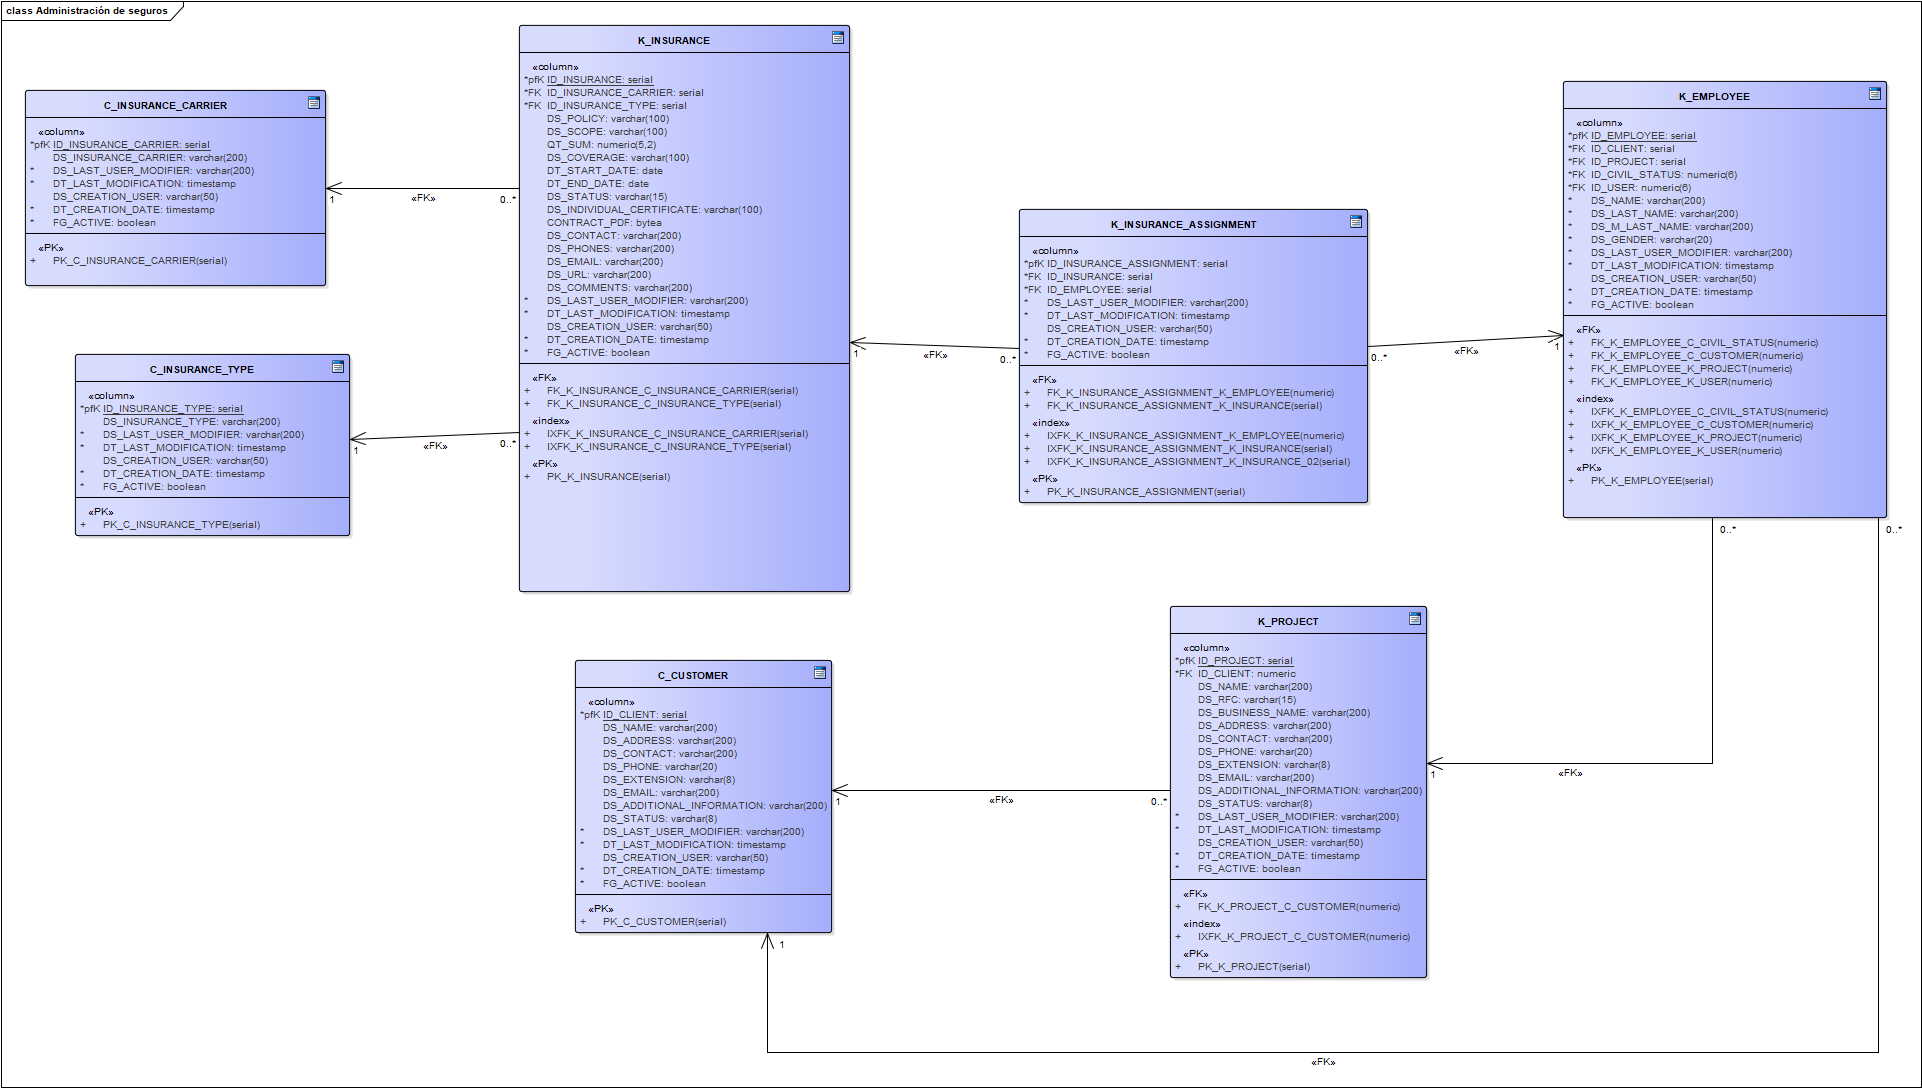 class Administración de seguros
C_INSURANCE_CARRIER
«column»
*pfK ID_INSURANCE_CARRIER: serial
DS_INSURANCE_CARRIER: varchar(200)
* DS_LAST_USER_MODIFIER: varchar(200)
* DT_LAST_MODIFICATION: timestamp
DS_CREATION_USER: varchar(50)
* DT_CREATION_DATE: timestamp
* FG_ACTIVE: boolean
«PK»
+ PK_C_INSURANCE_CARRIER(serial)
1
«FK»
0..*
C_INSURANCE_TYPE
«column»
*pfK ID_INSURANCE_TYPE: serial
DS_INSURANCE_TYPE: varchar(200)
* DS_LAST_USER_MODIFIER: varchar(200)
* DT_LAST_MODIFICATION: timestamp
DS_CREATION_USER: varchar(50)
* DT_CREATION_DATE: timestamp
* FG_ACTIVE: boolean
«PK»
+ PK_C_INSURANCE_TYPE(serial)
1
«FK»
0..*
K_INSURANCE
«column»
*pfK ID_INSURANCE: serial
*FK ID_INSURANCE_CARRIER: serial
*FK ID_INSURANCE_TYPE: serial
DS_POLICY: varchar(100)
DS_SCOPE: varchar(100)
QT_SUM: numeric(5,2)
DS_COVERAGE: varchar(100)
DT_START_DATE: date
DT_END_DATE: date
DS_STATUS: varchar(15)
DS_INDIVIDUAL_CERTIFICATE: varchar(100)
CONTRACT_PDF: bytea
DS_CONTACT: varchar(200)
DS_PHONES: varchar(200)
DS_EMAIL: varchar(200)
DS_URL: varchar(200)
DS_COMMENTS: varchar(200)
* DS_LAST_USER_MODIFIER: varchar(200)
* DT_LAST_MODIFICATION: timestamp
DS_CREATION_USER: varchar(50)
* DT_CREATION_DATE: timestamp
* FG_ACTIVE: boolean
«FK»
+ FK_K_INSURANCE_C_INSURANCE_CARRIER(serial)
+ FK_K_INSURANCE_C_INSURANCE_TYPE(serial)
«index»
+ IXFK_K_INSURANCE_C_INSURANCE_CARRIER(serial)
+ IXFK_K_INSURANCE_C_INSURANCE_TYPE(serial)
«PK»
+ PK_K_INSURANCE(serial)
1
«FK»
0..*
K_INSURANCE_ASSIGNMENT
«column»
*pfK ID_INSURANCE_ASSIGNMENT: serial
*FK ID_INSURANCE: serial
*FK ID_EMPLOYEE: serial
* DS_LAST_USER_MODIFIER: varchar(200)
* DT_LAST_MODIFICATION: timestamp
DS_CREATION_USER: varchar(50)
* DT_CREATION_DATE: timestamp
* FG_ACTIVE: boolean
«FK»
+ FK_K_INSURANCE_ASSIGNMENT_K_EMPLOYEE(numeric)
+ FK_K_INSURANCE_ASSIGNMENT_K_INSURANCE(serial)
«index»
+ IXFK_K_INSURANCE_ASSIGNMENT_K_EMPLOYEE(numeric)
+ IXFK_K_INSURANCE_ASSIGNMENT_K_INSURANCE(serial)
+ IXFK_K_INSURANCE_ASSIGNMENT_K_INSURANCE_02(serial)
«PK»
+ PK_K_INSURANCE_ASSIGNMENT(serial)
0..*
«FK»
1
K_EMPLOYEE
«column»
*pfK ID_EMPLOYEE: serial
*FK ID_CLIENT: serial
*FK ID_PROJECT: serial
*FK ID_CIVIL_STATUS: numeric(6)
*FK ID_USER: numeric(6)
* DS_NAME: varchar(200)
* DS_LAST_NAME: varchar(200)
* DS_M_LAST_NAME: varchar(200)
* DS_GENDER: varchar(20)
* DS_LAST_USER_MODIFIER: varchar(200)
* DT_LAST_MODIFICATION: timestamp
DS_CREATION_USER: varchar(50)
* DT_CREATION_DATE: timestamp
* FG_ACTIVE: boolean
«FK»
+ FK_K_EMPLOYEE_C_CIVIL_STATUS(numeric)
+ FK_K_EMPLOYEE_C_CUSTOMER(numeric)
+ FK_K_EMPLOYEE_K_PROJECT(numeric)
+ FK_K_EMPLOYEE_K_USER(numeric)
«index»
+ IXFK_K_EMPLOYEE_C_CIVIL_STATUS(numeric)
+ IXFK_K_EMPLOYEE_C_CUSTOMER(numeric)
+ IXFK_K_EMPLOYEE_K_PROJECT(numeric)
+ IXFK_K_EMPLOYEE_K_USER(numeric)
«PK»
+ PK_K_EMPLOYEE(serial)
0..*
0..*
C_CUSTOMER
«column»
*pfK ID_CLIENT: serial
DS_NAME: varchar(200)
DS_ADDRESS: varchar(200)
DS_CONTACT: varchar(200)
DS_PHONE: varchar(20)
DS_EXTENSION: varchar(8)
DS_EMAIL: varchar(200)
DS_ADDITIONAL_INFORMATION: varchar(200)
DS_STATUS: varchar(8)
* DS_LAST_USER_MODIFIER: varchar(200)
* DT_LAST_MODIFICATION: timestamp
DS_CREATION_USER: varchar(50)
* DT_CREATION_DATE: timestamp
* FG_ACTIVE: boolean
«PK»
+ PK_C_CUSTOMER(serial)
1
«FK»
0..*
K_PROJECT
«column»
*pfK ID_PROJECT: serial
*FK ID_CLIENT: numeric
DS_NAME: varchar(200)
DS_RFC: varchar(15)
DS_BUSINESS_NAME: varchar(200)
DS_ADDRESS: varchar(200)
DS_CONTACT: varchar(200)
DS_PHONE: varchar(20)
DS_EXTENSION: varchar(8)
DS_EMAIL: varchar(200)
DS_ADDITIONAL_INFORMATION: varchar(200)
DS_STATUS: varchar(8)
* DS_LAST_USER_MODIFIER: varchar(200)
* DT_LAST_MODIFICATION: timestamp
DS_CREATION_USER: varchar(50)
* DT_CREATION_DATE: timestamp
* FG_ACTIVE: boolean
«FK»
+ FK_K_PROJECT_C_CUSTOMER(numeric)
«index»
+ IXFK_K_PROJECT_C_CUSTOMER(numeric)
«PK»
+ PK_K_PROJECT(serial)
1
«FK»
1
«FK»